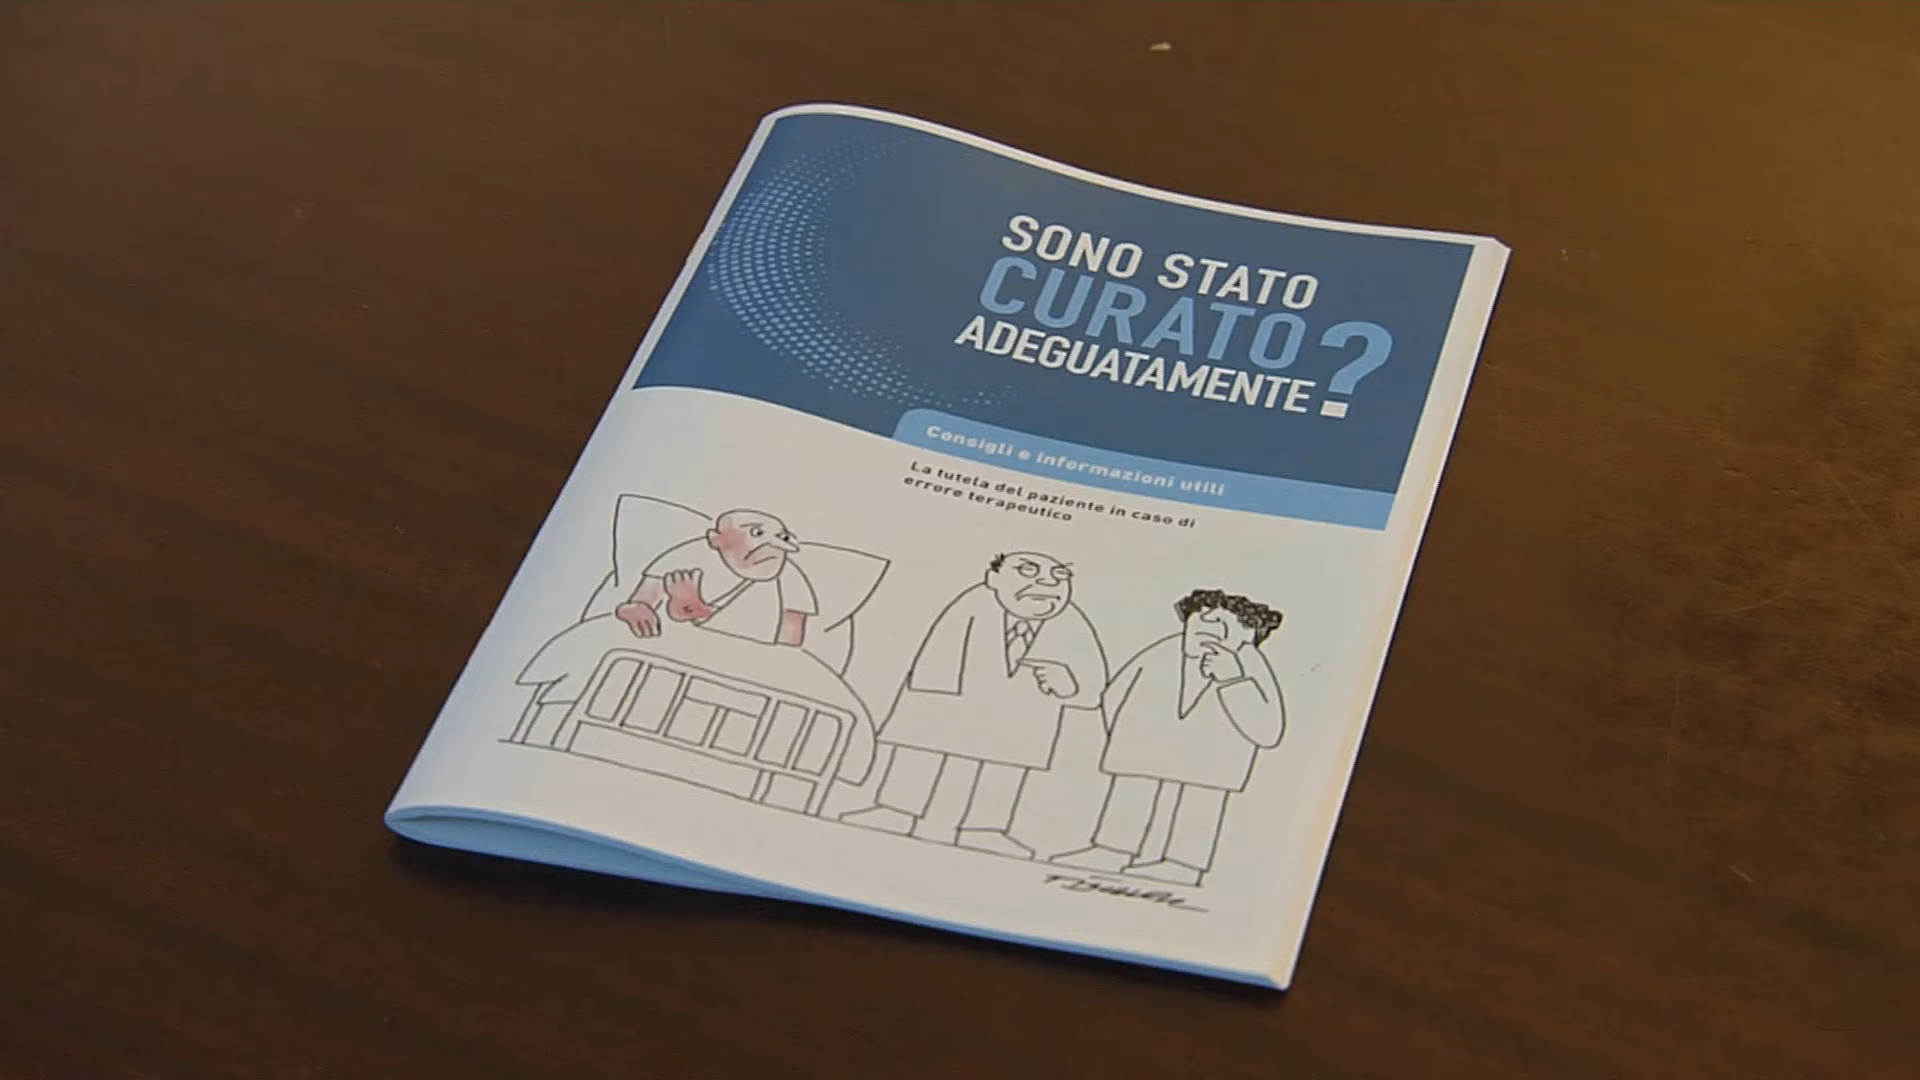 SONO STATO
CURATO?
ADEGUATAMENTE
Consigli e informazioni utili
La tutela del paziente in caso di
errore terapeutico